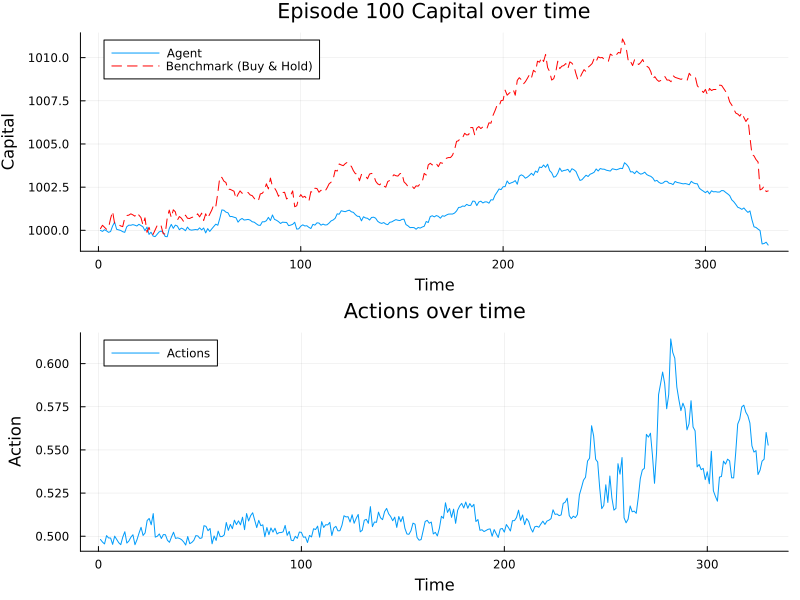 Episode 100 Capital over time
Agent
Benchmark (Buy & Hold)
1010.0
1007.5
1005.0
1002.5
1000.0
Capital
0 100 200 300
Time
Actions over time
Actions
0.600
0.575
0.550
0.525
0.500
Action
0 100 200 300
Time